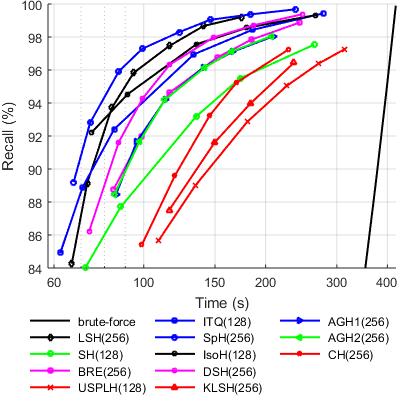 100
98
96
94
92
90
88
86
84
Recall (%)
60 100 150 200 300 400
Time (s)
brute-force ITQ(128) AGH1(256)
LSH(256) SpH(256) AGH2(256)
SH(128) IsoH(128) CH(256)
BRE(256) DSH(256)
USPLH(128) KLSH(256)